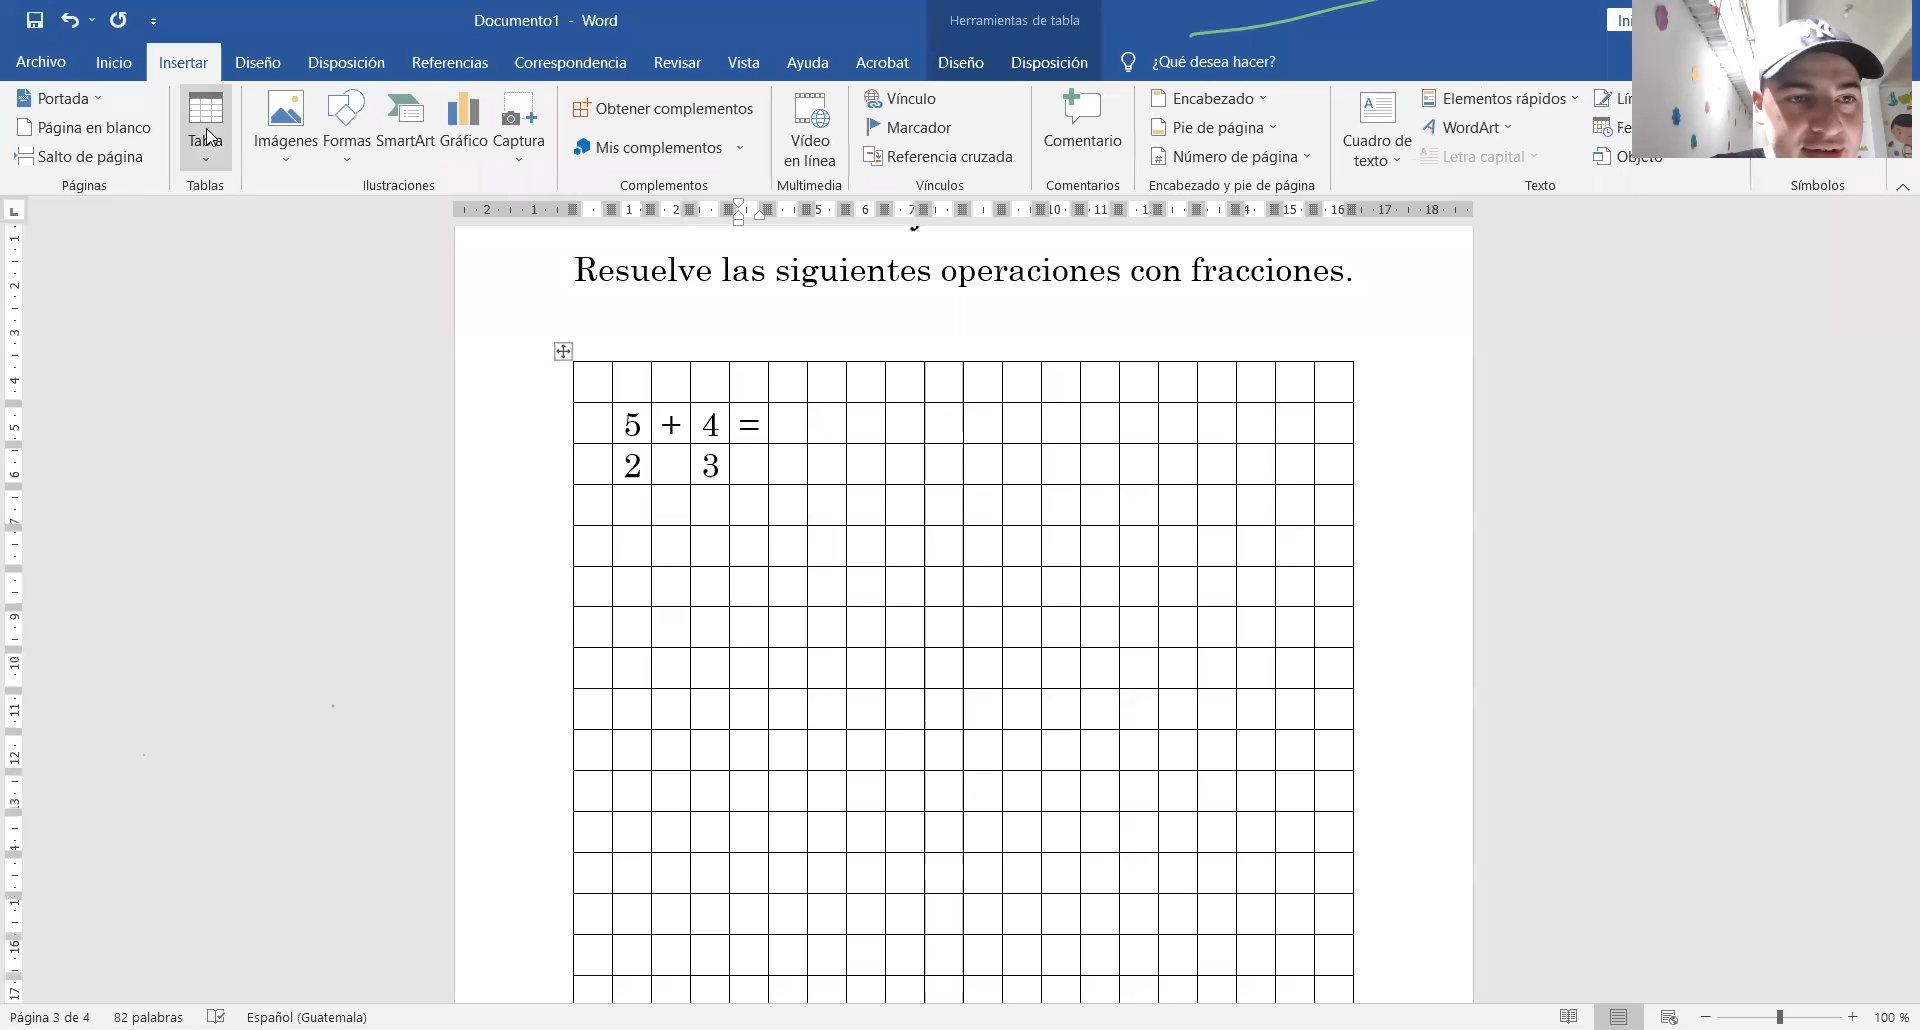 Documento1 - Word
Herramientas de tabla
Archivo Inicio Insertar Diseño Disposición Referencias Correspondencia Revisar Vista Ayuda Acrobat Diseño Disposición ¿Qué desea hacer?
Portada
Página en blanco
Salto de página
Páginas
Tabla
Tablas
Imágenes Formas SmartArt Gráfico Captura
Ilustraciones
Obtener complementos
Mis complementos
Complementos
Vídeo
en línea
Multimedia
Vínculo
Marcador
Referencia cruzada
Vínculos
Comentario
Comentarios
Encabezado
Pie de página
Número de página
Encabezado y pie de página
Cuadro de
texto
Elementos rápidos
WordArt
Letra capital
Objeto
Texto
Símbolos
Resuelve las siguientes operaciones con fracciones.
5 + 4 =
2 3
Página 3 de 4 82 palabras Español (Guatemala) 100 %